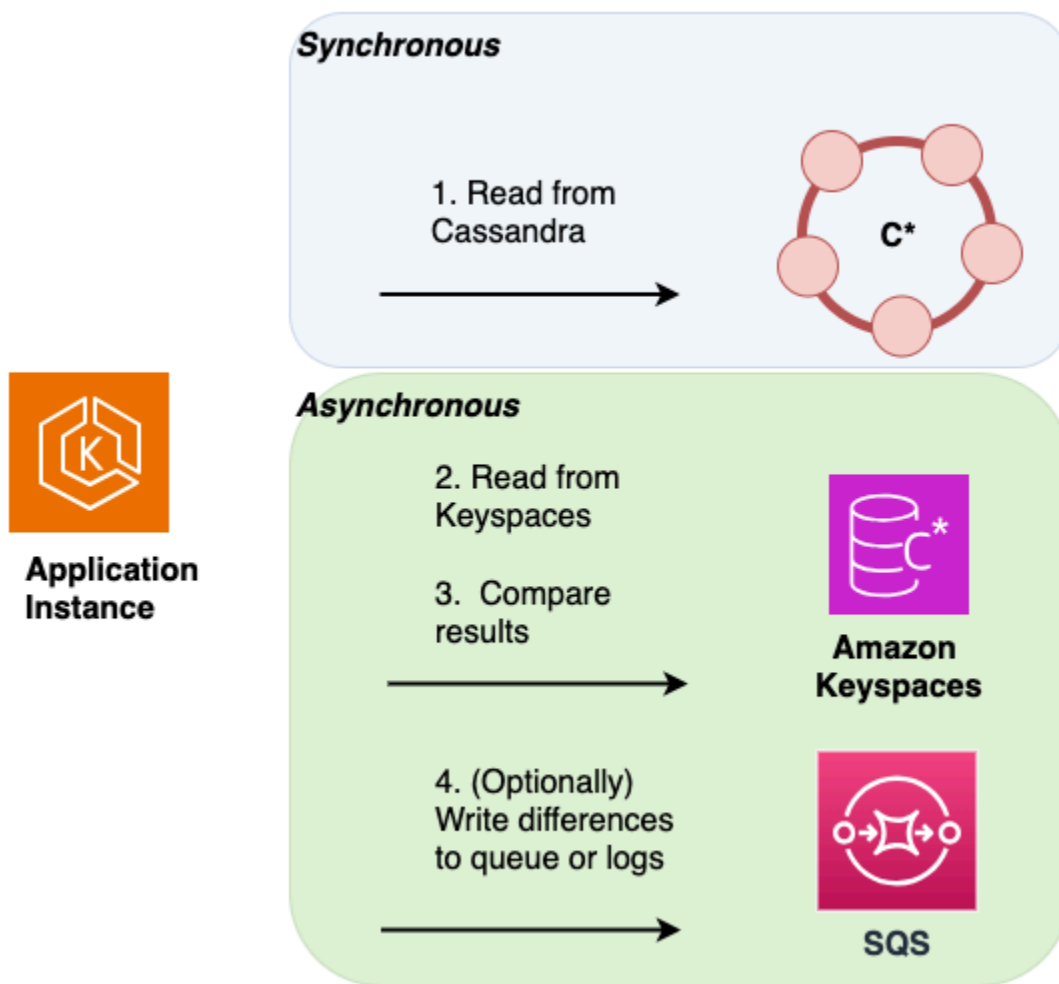 Synchronous
1. Read from
Cassandra
C*
Asynchronous
K
Application
Instance
2. Read from
Keyspaces
3. Compare
results
C*
Amazon
Keyspaces
4. (Optionally)
Write differences
to queue or logs
SQS